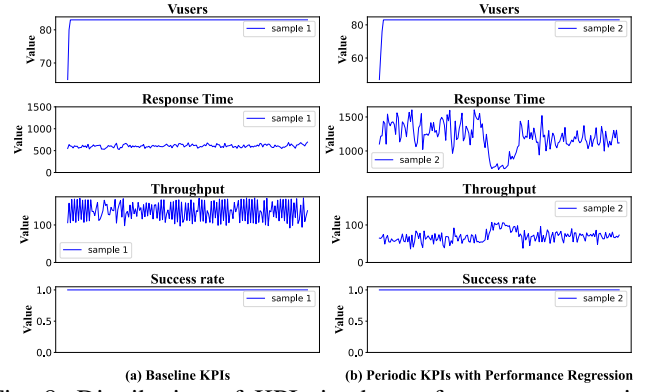 Vusers
Value
80
70
sample 1
Response Time
Value
1500
1000
500
0
sample 1
Throughput
Value
100
0
sample 1
Success rate
Value
1.0
0.5
0.0
sample 1
(a) Baseline KPIs
Vusers
Value
80
60
sample 2
Response Time
Value
1500
1000
sample 2
Throughput
Value
100
0
sample 2
Success rate
Value
1.0
0.5
0.0
sample 2
(b) Periodic KPIs with Performance Regression